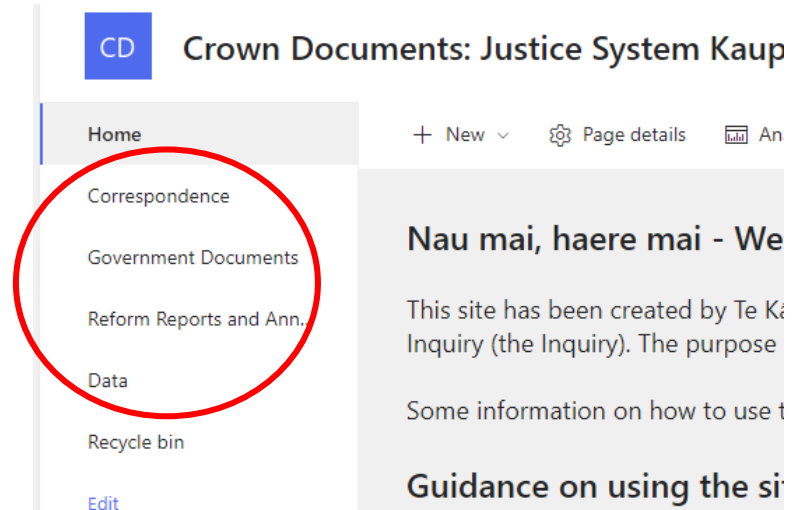 CD
Crown Documents: Justice System Kaup
Home
Correspondence
Government Documents
Reform Reports and Ann...
Data
Recycle bin
Edit
+ New
Page details
An
Nau mai, haere mai - We
This site has been created by Te Kā
Inquiry (the Inquiry). The purpose
Some information on how to use t
Guidance on using the si